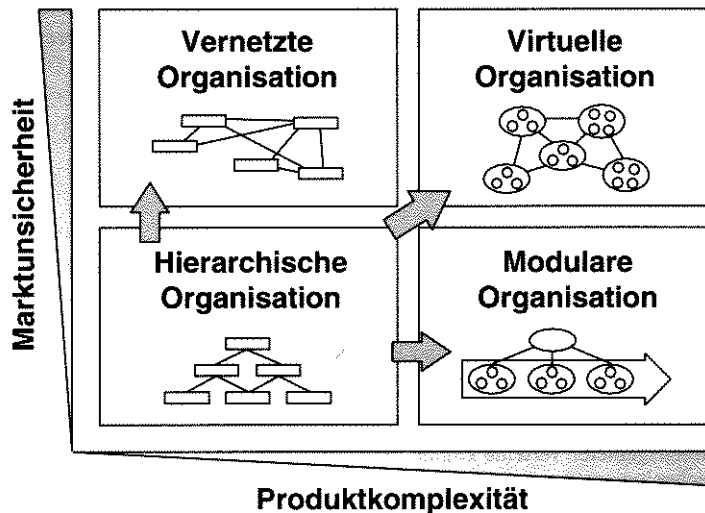 Marktunsicherheit
Vernetzte
Organisation
Virtuelle
Organisation
Hierarchische
Organisation
Modulare
Organisation
Produktkomplexität